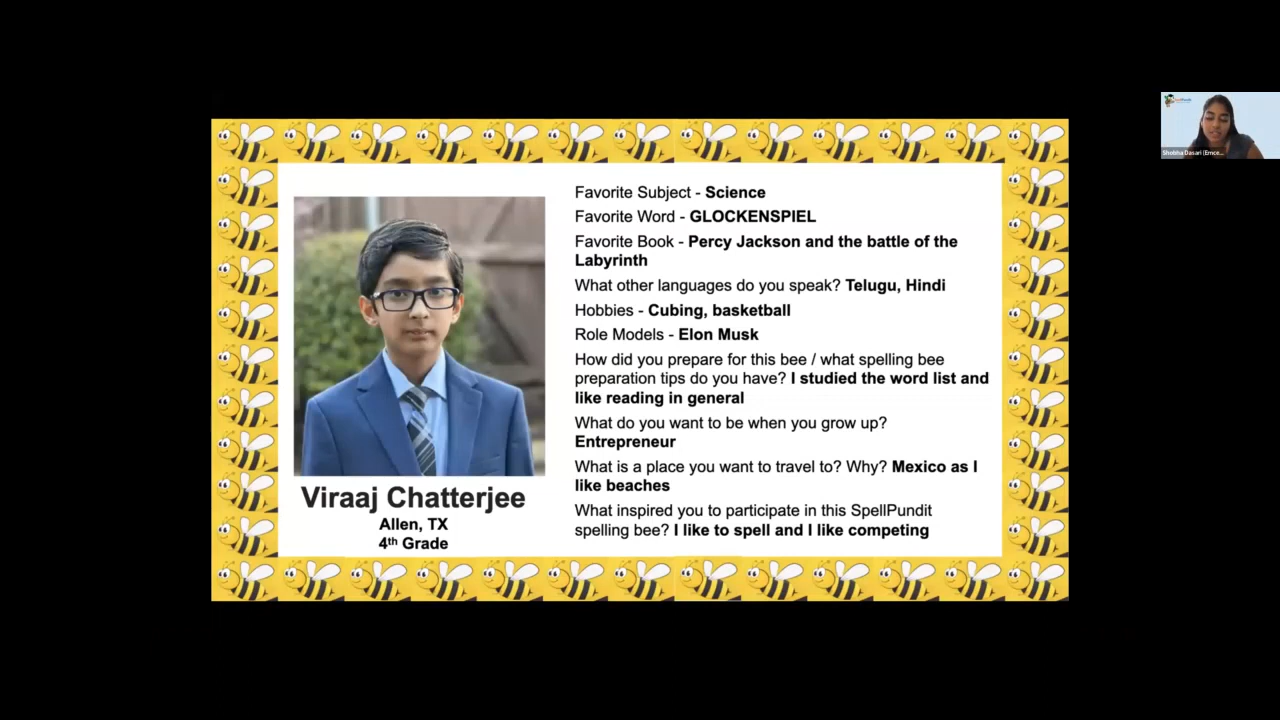 Favorite Subject - Science
Favorite Word - GLOCKENSPIEL
Favorite Book - Percy Jackson and the battle of the
Labyrinth
What other languages do you speak? Telugu, Hindi
Hobbies - Cubing, basketball
Role Models - Elon Musk
How did you prepare for this bee / what spelling bee
preparation tips do you have? I studied the word list and
like reading in general
What do you want to be when you grow up?
Entrepreneur
What is a place you want to travel to? Why? Mexico as I
like beaches
What inspired you to participate in this SpellPundit
spelling bee? I like to spell and I like competing
Viraaj Chatterjee
Allen, TX
4th Grade
Shobha Dasari (Emce...